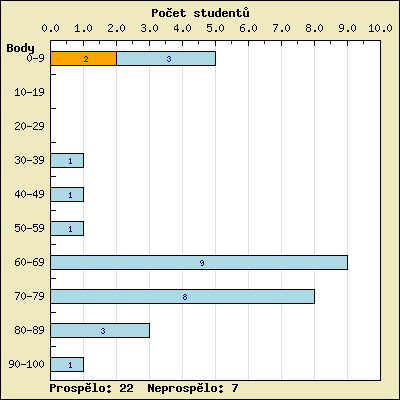 Počet studentů
0.0 1.0 2.0 3.0 4.0 5.0 6.0 7.0 8.0 9.0 10.0
Body
0-9 2 3
10-19
20-29
30-39 1
40-49 1
50-59 1
60-69 9
70-79 8
80-89 3
90-100 1
Prospělo: 22 Neprospělo: 7